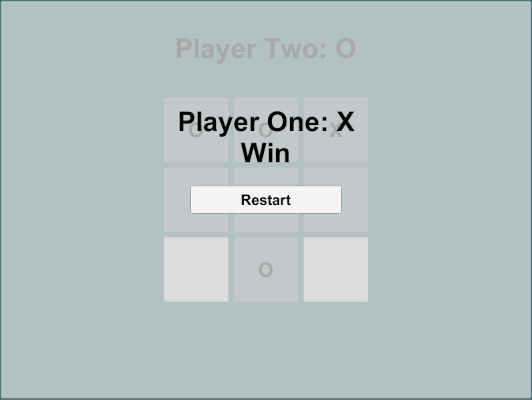 Player Two: O
O O X
Player One: X
Win
Restart
O